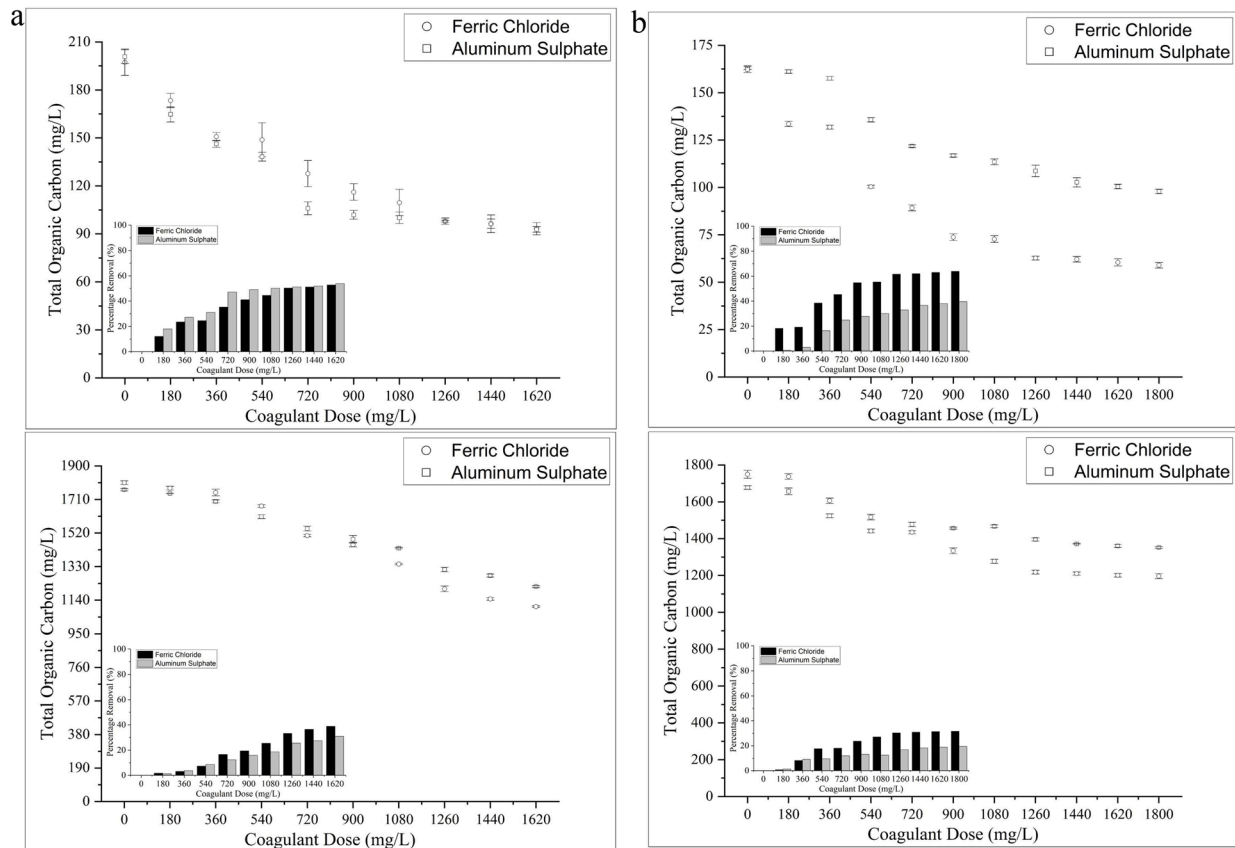 a
Ferric Chloride
Aluminum Sulphate
Total Organic Carbon (mg/L)
210
180
150
120
90
60
30
0
0 180 360 540 720 900 1080 1260 1440 1620
Coagulant Dose (mg/L)
Ferric Chloride
Aluminum Sulphate
Percentage Removal (%)
100
80
60
40
20
0
0 180 360 540 720 900 1080 1260 1440 1620
Coagulant Dose (mg/L)
b
Ferric Chloride
Aluminum Sulphate
Total Organic Carbon (mg/L)
175
150
125
100
75
50
25
0
0 180 360 540 720 900 1080 1260 1440 1620 1800
Coagulant Dose (mg/L)
Ferric Chloride
Aluminum Sulphate
Percentage Removal (%)
100
80
60
40
20
0
0 180 360 540 720 900 1080 1260 1440 1620 1800
Coagulant Dose (mg/L)
Ferric Chloride
Aluminum Sulphate
Total Organic Carbon (mg/L)
1900
1710
1520
1330
1140
950
760
570
380
190
0
0 180 360 540 720 900 1080 1260 1440 1620
Coagulant Dose (mg/L)
Ferric Chloride
Aluminum Sulphate
Percentage Removal (%)
100
80
60
40
20
0
0 180 360 540 720 900 1080 1260 1440 1620
Coagulant Dose (mg/L)
Ferric Chloride
Aluminum Sulphate
Total Organic Carbon (mg/L)
1800
1600
1400
1200
1000
800
600
400
200
0
0 180 360 540 720 900 1080 1260 1440 1620 1800
Coagulant Dose (mg/L)
Ferric Chloride
Aluminum Sulphate
Percentage Removal (%)
100
80
60
40
20
0
0 180 360 540 720 900 1080 1260 1440 1620 1800
Coagulant Dose (mg/L)